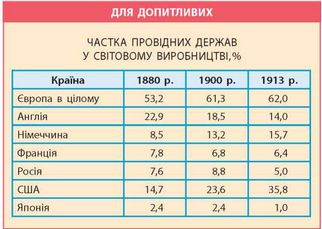 ДЛЯ ДОПИТЛИВИХ
ЧАСТКА ПРОВІДНИХ ДЕРЖАВ
У СВІТОВОМУ ВИРОБНИЦТВІ,%
Країна 1880 р. 1900 р. 1913 р.
Європа в цілому 53,2 61,3 62,0
Англія 22,9 18,5 14,0
Німеччина 8,5 13,2 15,7
Франція 7,8 6,8 6,4
Росія 7,6 8,8 5,0
США 14,7 23,6 35,8
Японія 2,4 2,4 1,0